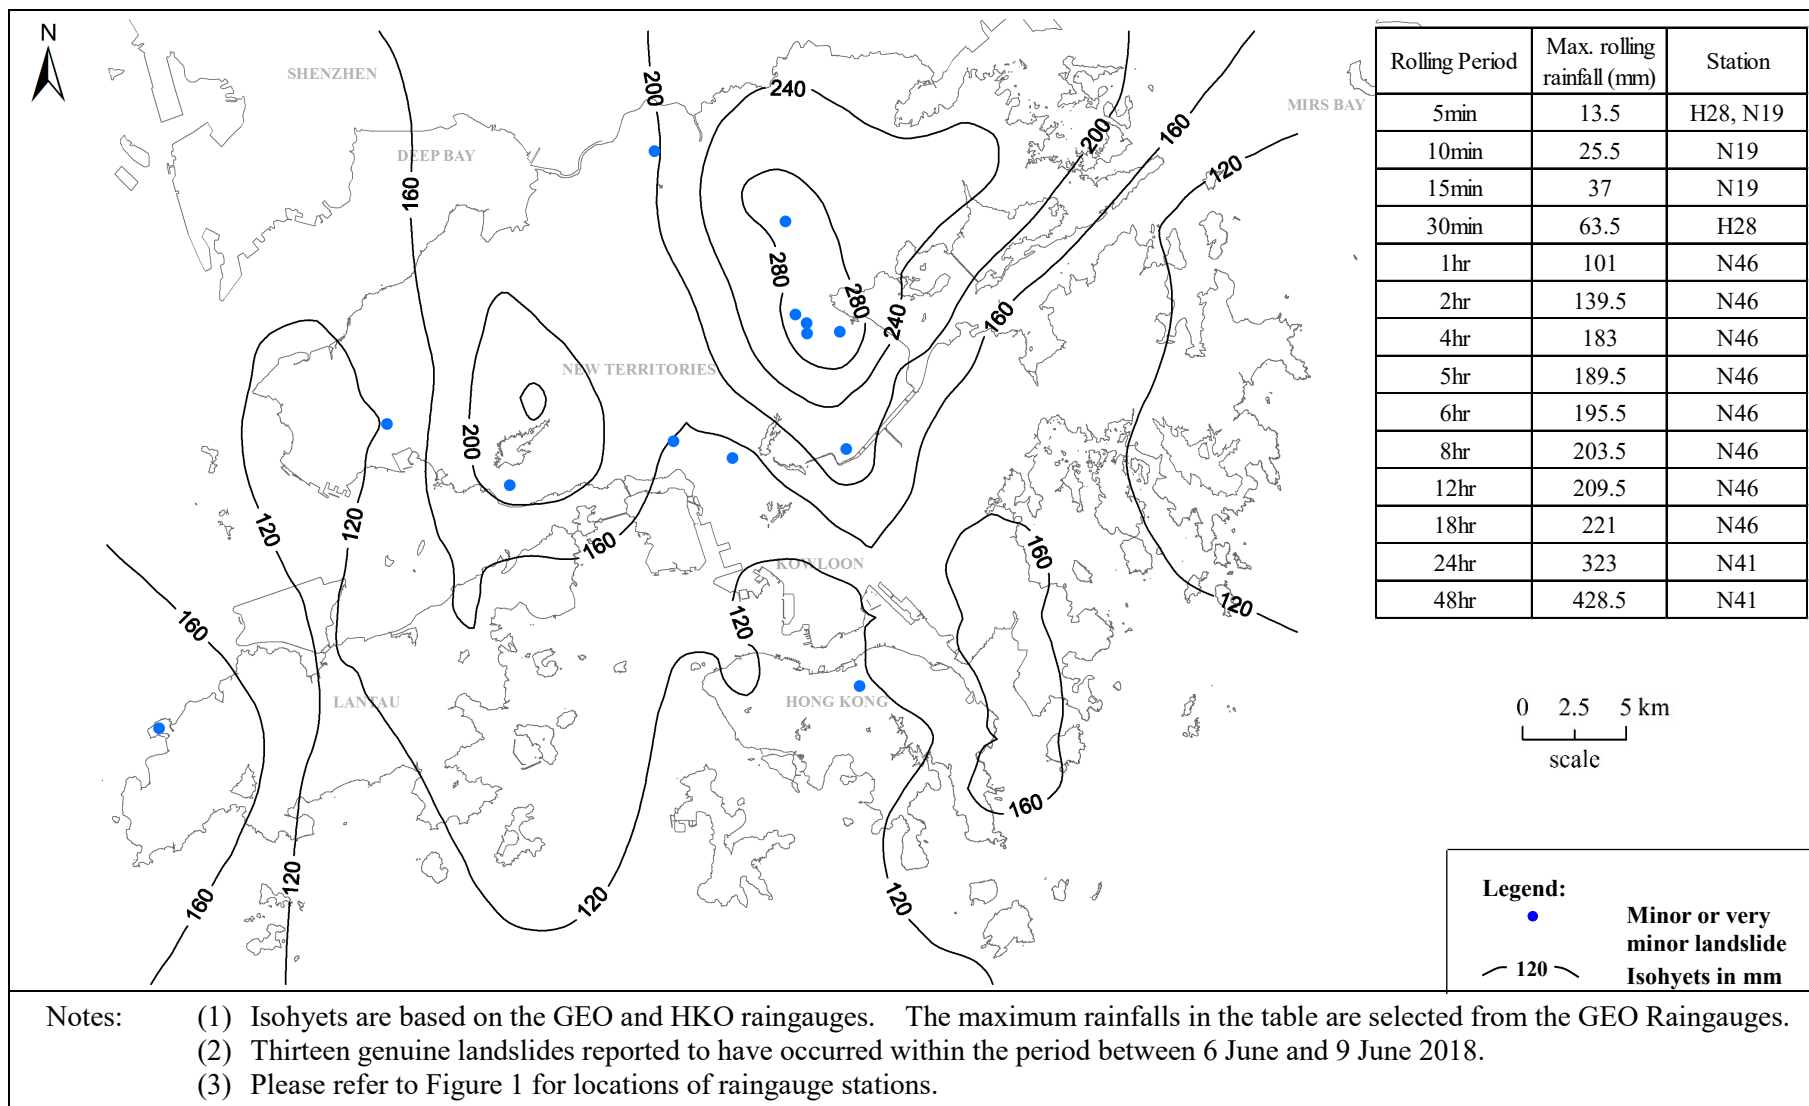 N
SHENZHEN
DEEP BAY
MIRS BAY
NEW TERRITORIES
KOWLOON
LANTAU
HONG KONG
200
240
200
160
120
160
280
280
240
160
200
120
120
160
160
160
120
120
160
160
120
120
120
160
Rolling Period Max. rolling rainfall (mm) Station
5min 13.5 H28, N19
10min 25.5 N19
15min 37 N19
30min 63.5 H28
1hr 101 N46
2hr 139.5 N46
4hr 183 N46
5hr 189.5 N46
6hr 195.5 N46
8hr 203.5 N46
12hr 209.5 N46
18hr 221 N46
24hr 323 N41
48hr 428.5 N41
0 2.5 5 km
scale
Legend:
Minor or very
minor landslide
120 Isohyets in mm
Notes: (1) Isohyets are based on the GEO and HKO raingauges. The maximum rainfalls in the table are selected from the GEO Raingauges.
(2) Thirteen genuine landslides reported to have occurred within the period between 6 June and 9 June 2018.
(3) Please refer to Figure 1 for locations of raingauge stations.